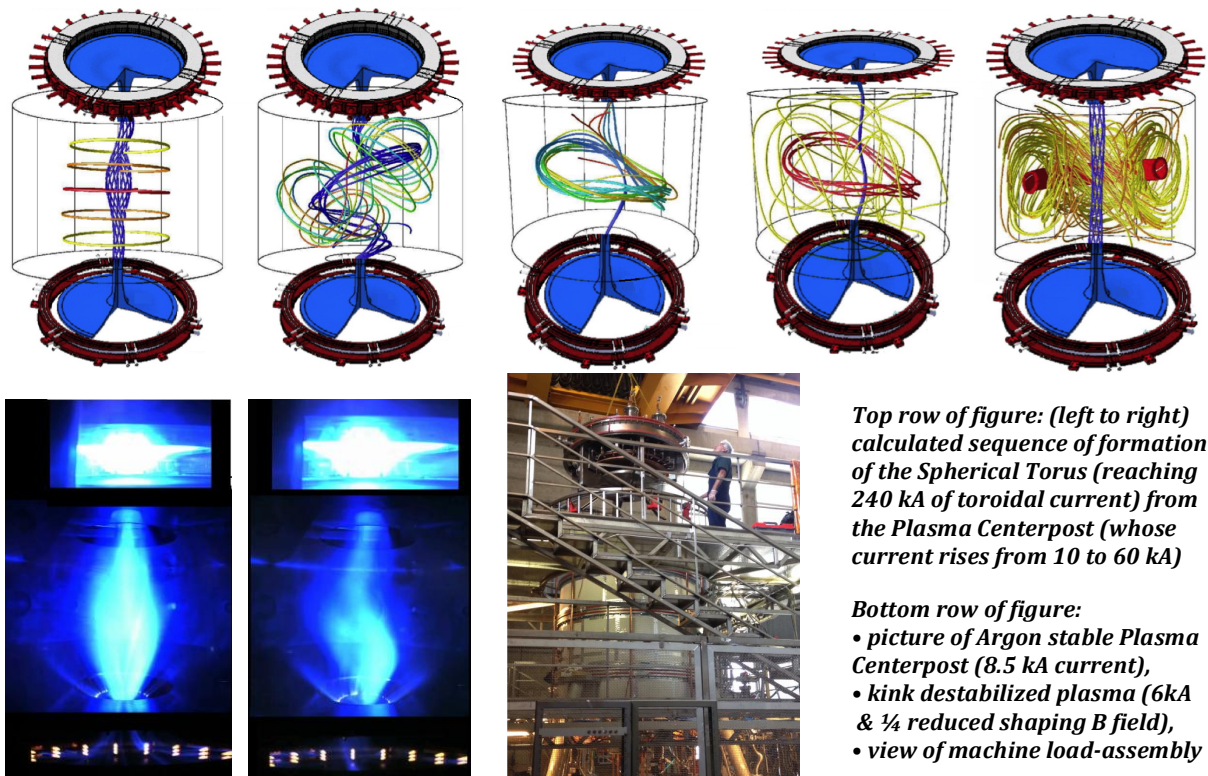 Top row of figure: (left to right)
calculated sequence of formation
of the Spherical Torus (reaching
240 kA of toroidal current) from
the Plasma Centerpost (whose
current rises from 10 to 60 kA)
Bottom row of figure:
• picture of Argon stable Plasma
Centerpost (8.5 kA current),
• kink destabilized plasma (6kA
& ¼ reduced shaping B field),
• view of machine load-assembly